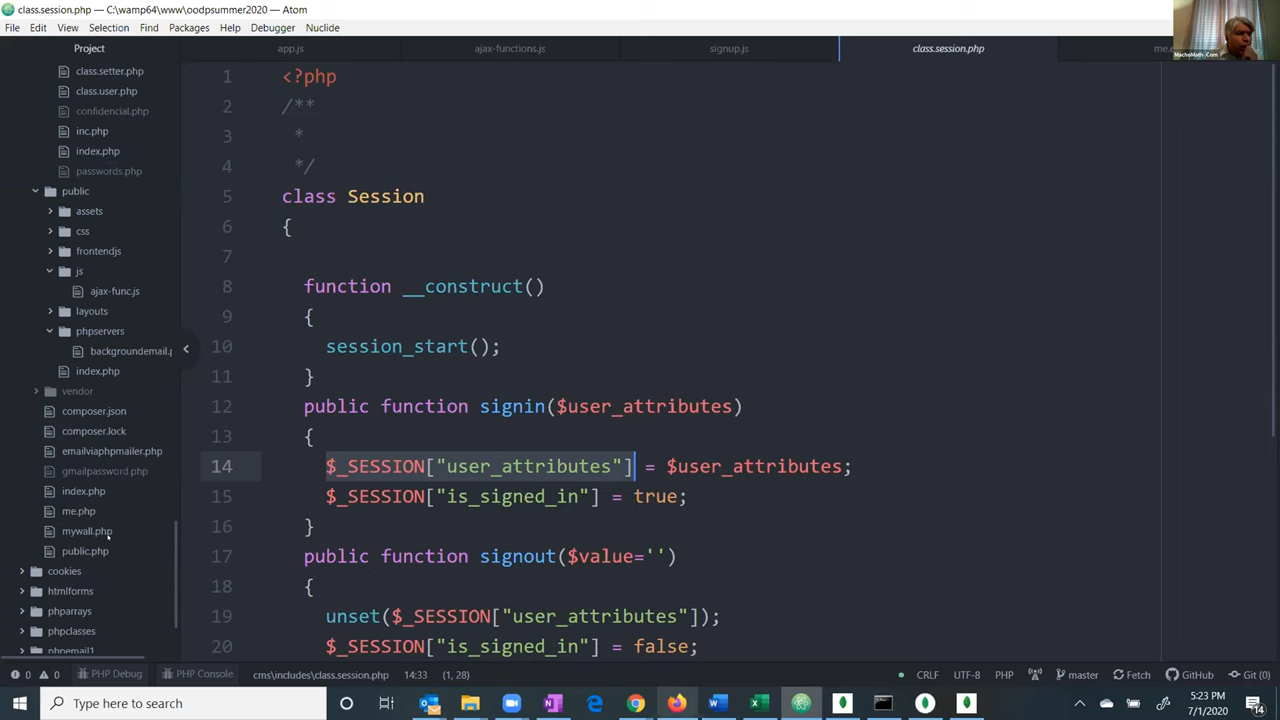 class.session.php — C:\wamp64\www\oodpsummer2020 — Atom
File Edit View Selection Find Packages Help Debugger Nuclide
MachoMath .Com
Project
app.js
ajax-functions.js
signup.js
class.session.php
me.
class.setter.php
class.user.php
confidencial.php
inc.php
index.php
passwords.php
public
assets
css
frontendjs
js
ajax-func.js
layouts
phpservers
backgroundemail.p
index.php
vendor
composer.json
composer.lock
emailviaphpmailer.php
gmailpassword.php
index.php
me.php
mywall.php
public.php
cookies
htmlforms
phparrays
phpclasses
phpemail1
1 <?php
2 /**
3 *
4 */
5 class Session
6 {
7
8 function __construct()
9 {
10 session_start();
11 }
12 public function signin($user_attributes)
13 {
14 $_SESSION["user_attributes"] = $user_attributes;
15 $_SESSION["is_signed_in"] = true;
16 }
17 public function signout($value='')
18 {
19 unset($_SESSION["user_attributes"]);
20 $_SESSION["is_signed_in"] = false;
0 0 PHP Debug PHP Console cms\includes\class.session.php 14:33 (1, 28) CRLF UTF-8 PHP master Fetch GitHub Git (0)
Type here to search
5:23 PM
7/1/2020
14